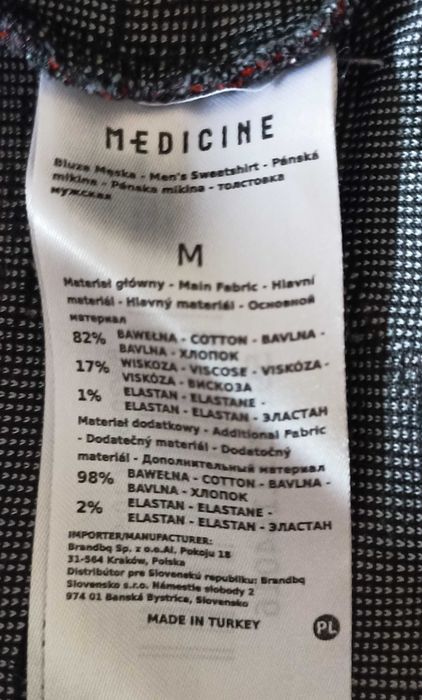 MEDICINE
Bluza Męska - Men's Sweatshirt - Pánská
mikina - Pánska mikina - толстовка
мужская
M
Materiał główny - Main Fabric - Hlavní
materiál - Hlavný materiál - Основной
материал
82% BAWEŁNA - COTTON - BAVLNA -
BAVLNA - ХЛОПОК
17% WISKOZA - VISCOSE - VISKÓZA -
VISKÓZA - ВИСКОЗА
1% ELASTAN - ELASTANE -
ELASTAN - ELASTAN - ЭЛАСТАН
Materiał dodatkowy - Additional Fabric
- Dodatečný materiál - Dodatočný
materiál - Дополнительный материал
98% BAWEŁNA - COTTON - BAVLNA -
BAVLNA - ХЛОПОК
2% ELASTAN - ELASTANE -
ELASTAN - ELASTAN - ЭЛАСТАН
IMPORTER/MANUFACTURER:
Brandbq Sp. z o.o.Al. Pokoju 18
31-564 Kraków, Polska
Distribútor pre Slovenskú republiku: Brandbq
Slovensko s.r.o. Námestie slobody 2
974 01 Banská Bystrica, Slovensko
MADE IN TURKEY
PL